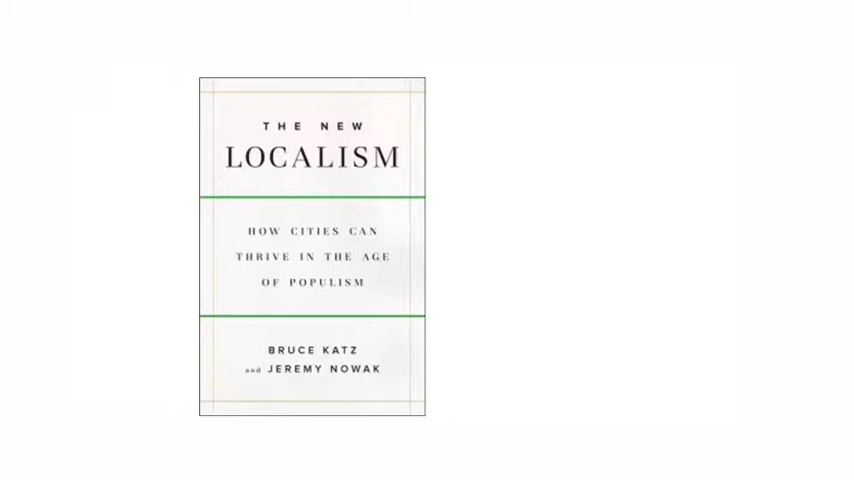 THE NEW
LOCALISM
HOW CITIES CAN
THRIVE IN THE AGE
OF POPULISM
BRUCE KATZ
and JEREMY NOWAK